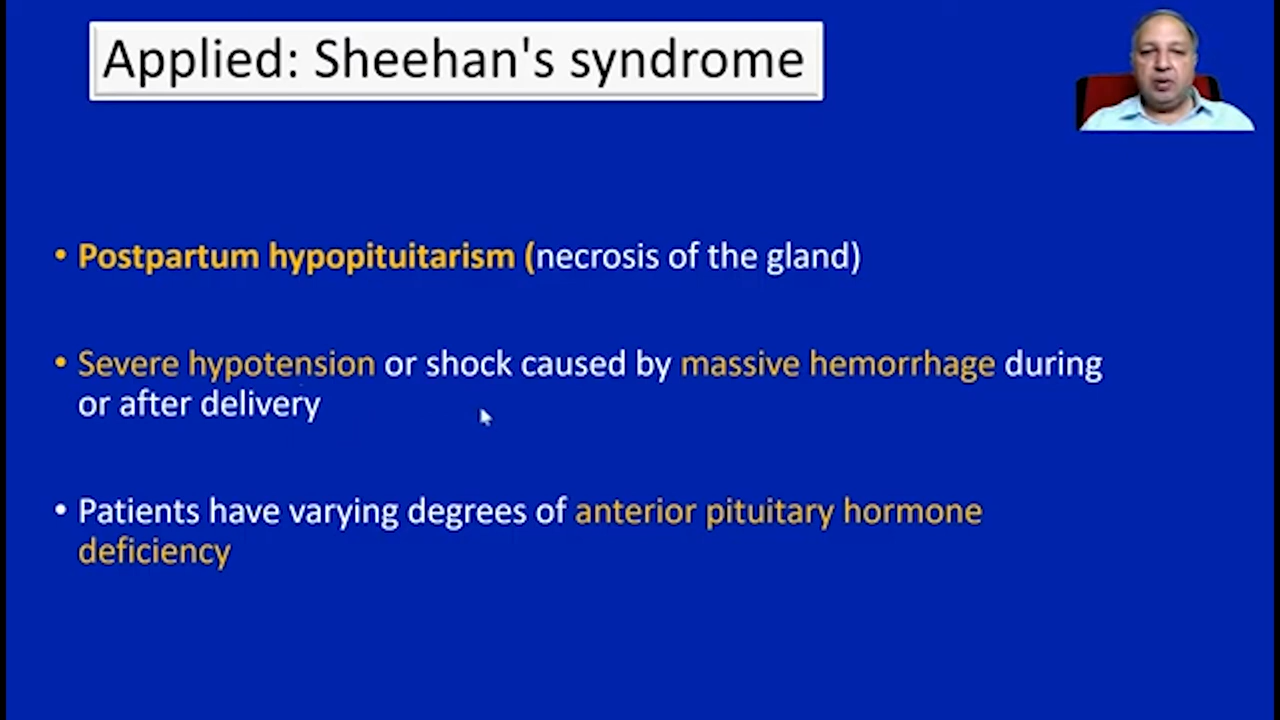 Applied: Sheehan's syndrome
• Postpartum hypopituitarism (necrosis of the gland)
• Severe hypotension or shock caused by massive hemorrhage during
or after delivery
• Patients have varying degrees of anterior pituitary hormone
deficiency